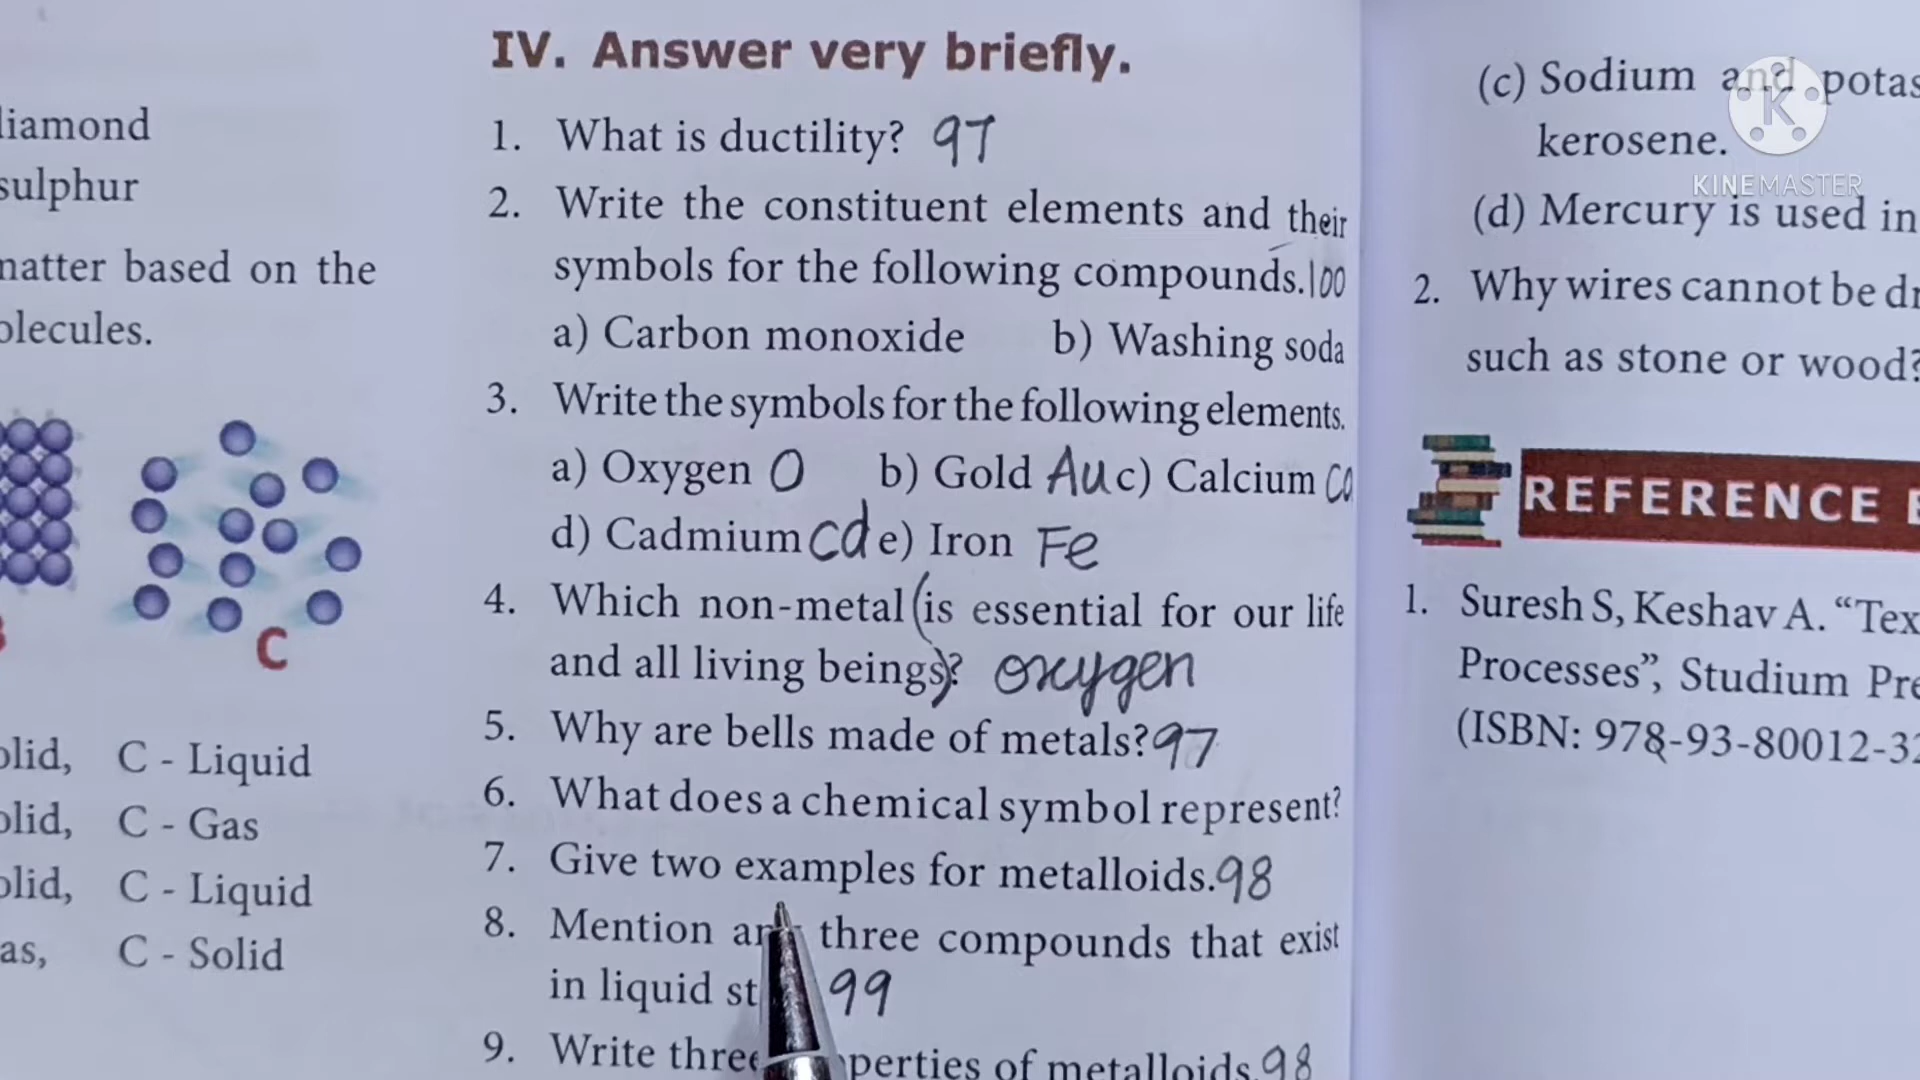 diamond
sulphur
matter based on the
olecules.
C
olid, C - Liquid
olid, C - Gas
olid, C - Liquid
as, C - Solid
IV. Answer very briefly.
1. What is ductility? 97
2. Write the constituent elements and their
symbols for the following compounds. 100
a) Carbon monoxide b) Washing soda
3. Write the symbols for the following elements.
a) Oxygen O b) Gold Au c) Calcium Ca
d) Cadmium Cd e) Iron Fe
4. Which non-metal (is essential for our life
and all living beings)? oxygen
5. Why are bells made of metals? 97
6. What does a chemical symbol represent?
7. Give two examples for metalloids. 98
8. Mention three compounds that exist
in liquid 99
9. Write three operties of metalloids. 98
(c) Sodium and potas
kerosene.
(d) Mercury is used in
2. Why wires cannot be dr
such as stone or wood?
REFERENCE B
1. Suresh S, Keshav A. “Tex
Processes”, Studium Pre
(ISBN: 978-93-80012-32
K
KINEMASTER